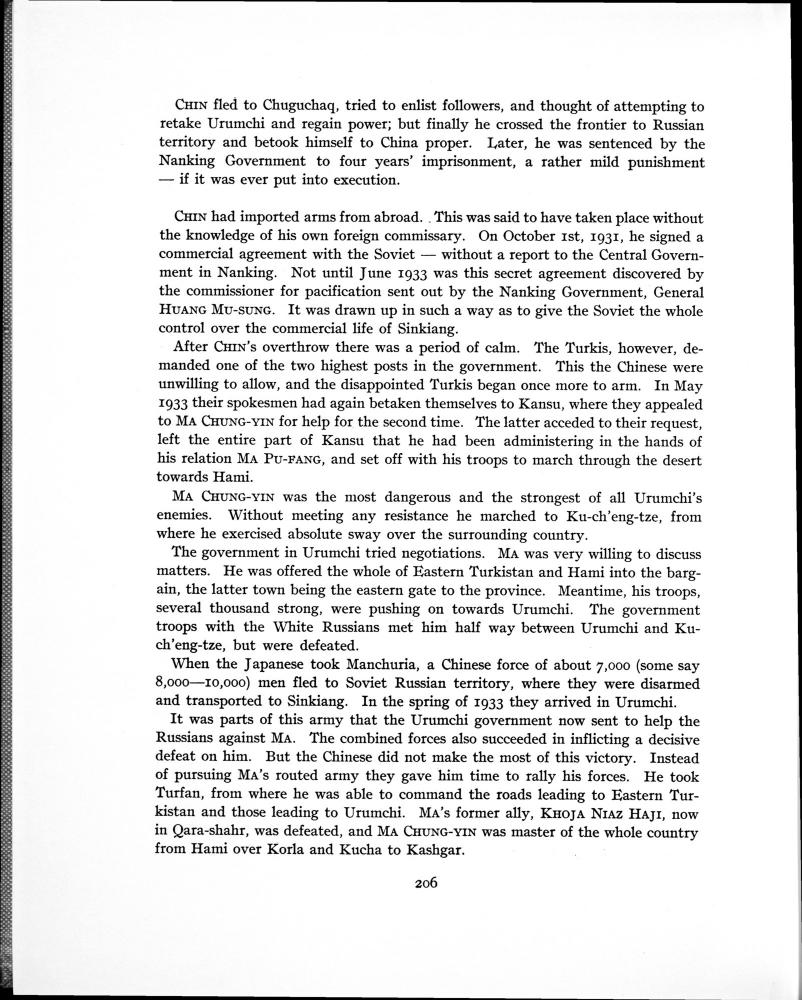 CHIN fled to Chuguchaq, tried to enlist followers, and thought of attempting to
retake Urumchi and regain power; but finally he crossed the frontier to Russian
territory and betook himself to China proper. Later, he was sentenced by the
Nanking Government to four years' imprisonment, a rather mild punishment
— if it was ever put into execution.
CHIN had imported arms from abroad. This was said to have taken place without
the knowledge of his own foreign commissary. On October 1st, 1931, he signed a
commercial agreement with the Soviet — without a report to the Central Govern-
ment in Nanking. Not until June 1933 was this secret agreement discovered by
the commissioner for pacification sent out by the Nanking Government, General
HUANG MU-SUNG. It was drawn up in such a way as to give the Soviet the whole
control over the commercial life of Sinkiang.
After CHIN's overthrow there was a period of calm. The Turkis, however, de-
manded one of the two highest posts in the government. This the Chinese were
unwilling to allow, and the disappointed Turkis began once more to arm. In May
1933 their spokesmen had again betaken themselves to Kansu, where they appealed
to MA CHUNG-YIN for help for the second time. The latter acceded to their request,
left the entire part of Kansu that he had been administering in the hands of
his relation MA PU-FANG, and set off with his troops to march through the desert
towards Hami.
MA CHUNG-YIN was the most dangerous and the strongest of all Urumchi's
enemies. Without meeting any resistance he marched to Ku-ch'eng-tze, from
where he exercised absolute sway over the surrounding country.
The government in Urumchi tried negotiations. MA was very willing to discuss
matters. He was offered the whole of Eastern Turkistan and Hami into the barg-
ain, the latter town being the eastern gate to the province. Meantime, his troops,
several thousand strong, were pushing on towards Urumchi. The government
troops with the White Russians met him half way between Urumchi and Ku-
ch'eng-tze, but were defeated.
When the Japanese took Manchuria, a Chinese force of about 7,000 (some say
8,000—10,000) men fled to Soviet Russian territory, where they were disarmed
and transported to Sinkiang. In the spring of 1933 they arrived in Urumchi.
It was parts of this army that the Urumchi government now sent to help the
Russians against MA. The combined forces also succeeded in inflicting a decisive
defeat on him. But the Chinese did not make the most of this victory. Instead
of pursuing MA's routed army they gave him time to rally his forces. He took
Turfan, from where he was able to command the roads leading to Eastern Tur-
kistan and those leading to Urumchi. MA's former ally, KHOJA NIAZ HAJI, now
in Qara-shahr, was defeated, and MA CHUNG-YIN was master of the whole country
from Hami over Korla and Kucha to Kashgar.
206